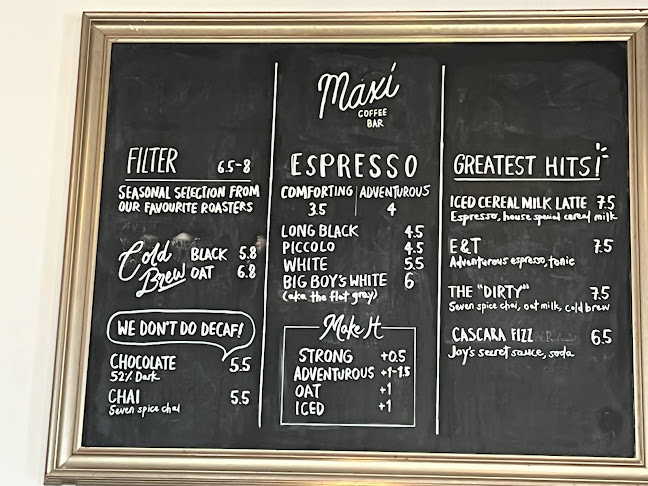 Maxi
COFFEE
BAR
FILTER 6.5-8
SEASONAL SELECTION FROM
OUR FAVOURITE ROASTERS
Cold Brew
BLACK 5.8
OAT 6.8
WE DON'T DO DECAF!
CHOCOLATE 5.5
52% Dark
CHAI 5.5
Seven spice chai
ESPRESSO
COMFORTING ADVENTUROUS
3.5 4
LONG BLACK 4.5
PICCOLO 4.5
WHITE 5.5
BIG BOY'S WHITE 6
(aka the flat gray)
Make It
STRONG +0.5
ADVENTUROUS +1-1.5
OAT +1
ICED +1
GREATEST HITS!
ICED CEREAL MILK LATTE 7.5
Espresso, house special cereal milk
E&T 7.5
Adventurous espresso, tonic
THE "DIRTY" 7.5
Seven spice chai, oat milk, cold brew
CASCARA FIZZ 6.5
Jay's secret sauce, soda